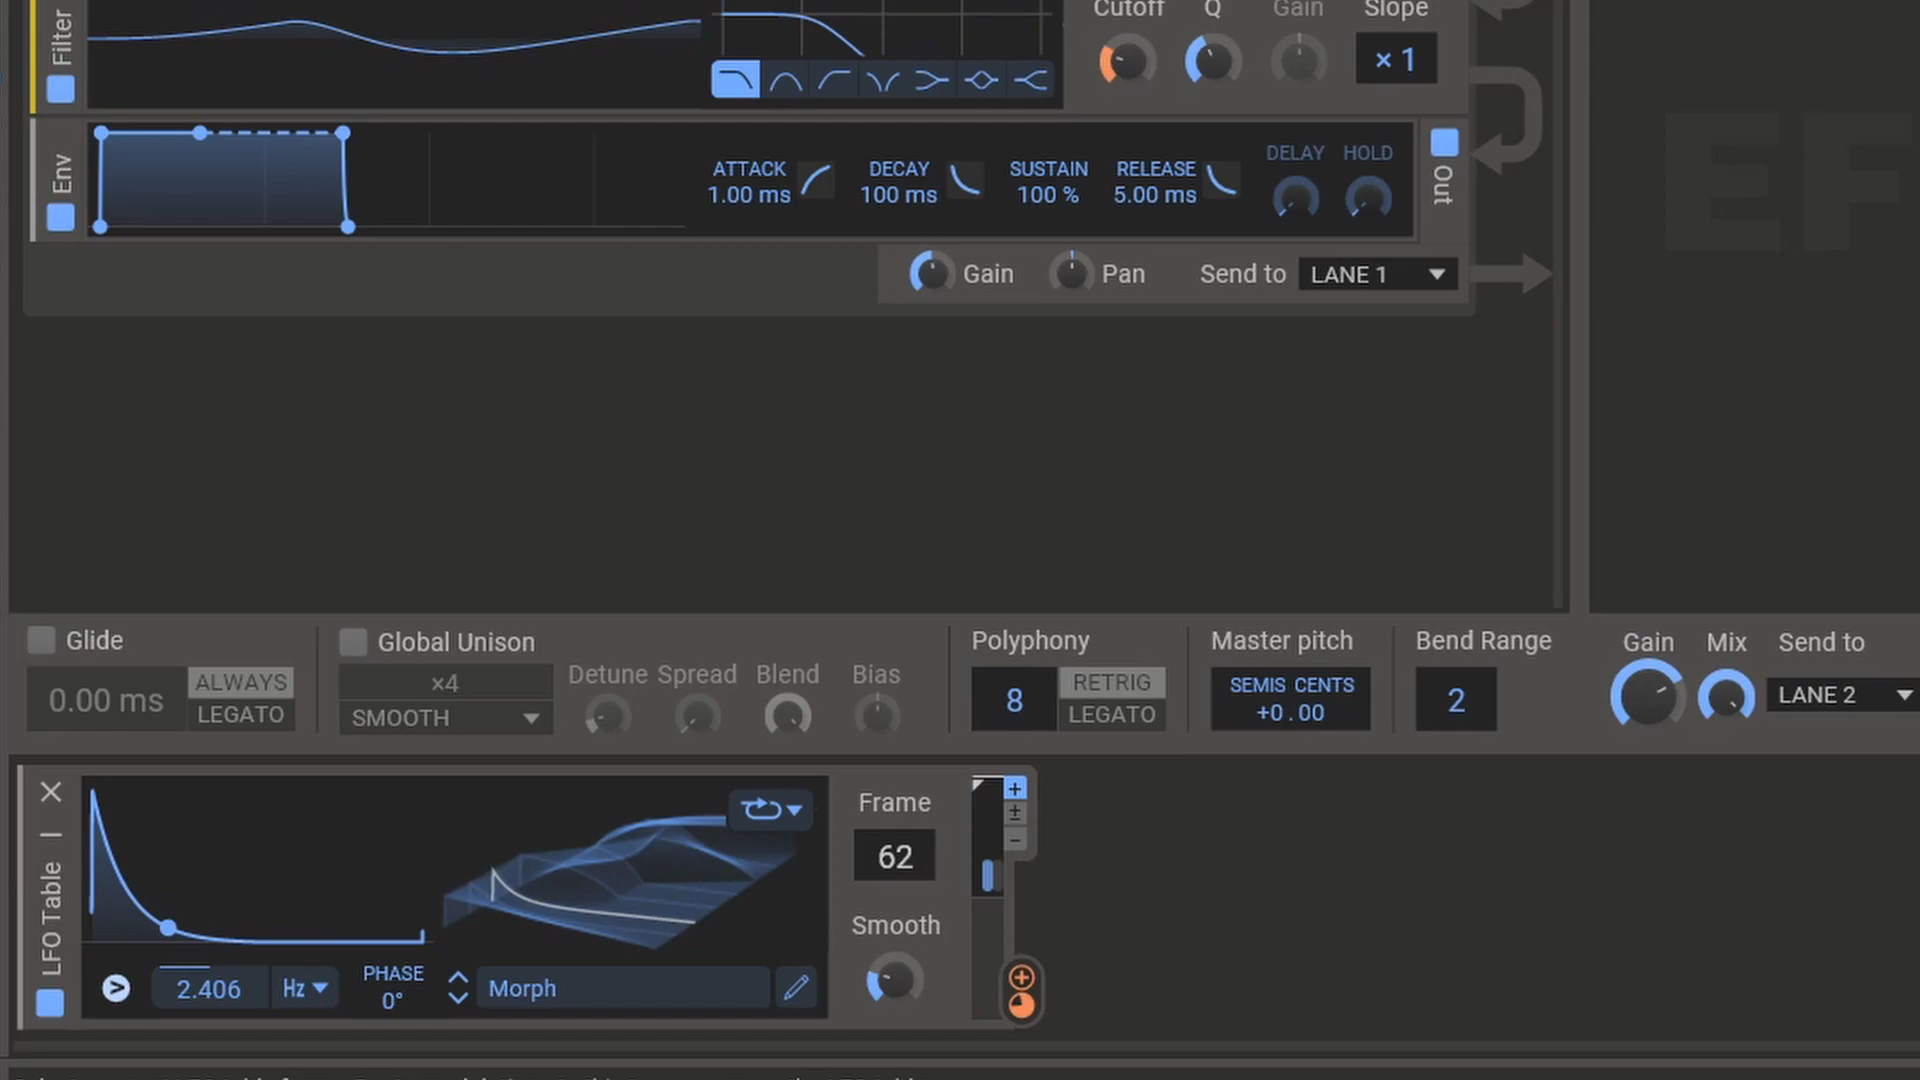 Cutoff Q Gain Slope
Filter
× 1
Env
ATTACK DECAY SUSTAIN RELEASE DELAY HOLD
1.00 ms 100 ms 100 % 5.00 ms
Out
Gain Pan Send to LANE 1
EF
Glide Global Unison Polyphony Master pitch Bend Range Gain Mix Send to
0.00 ms ALWAYS LEGATO
×4 Detune Spread Blend Bias
SMOOTH
8 RETRIG LEGATO
SEMIS CENTS
+0.00
2
LANE 2
LFO Table
Frame
62
Smooth
2.406 Hz PHASE 0° Morph